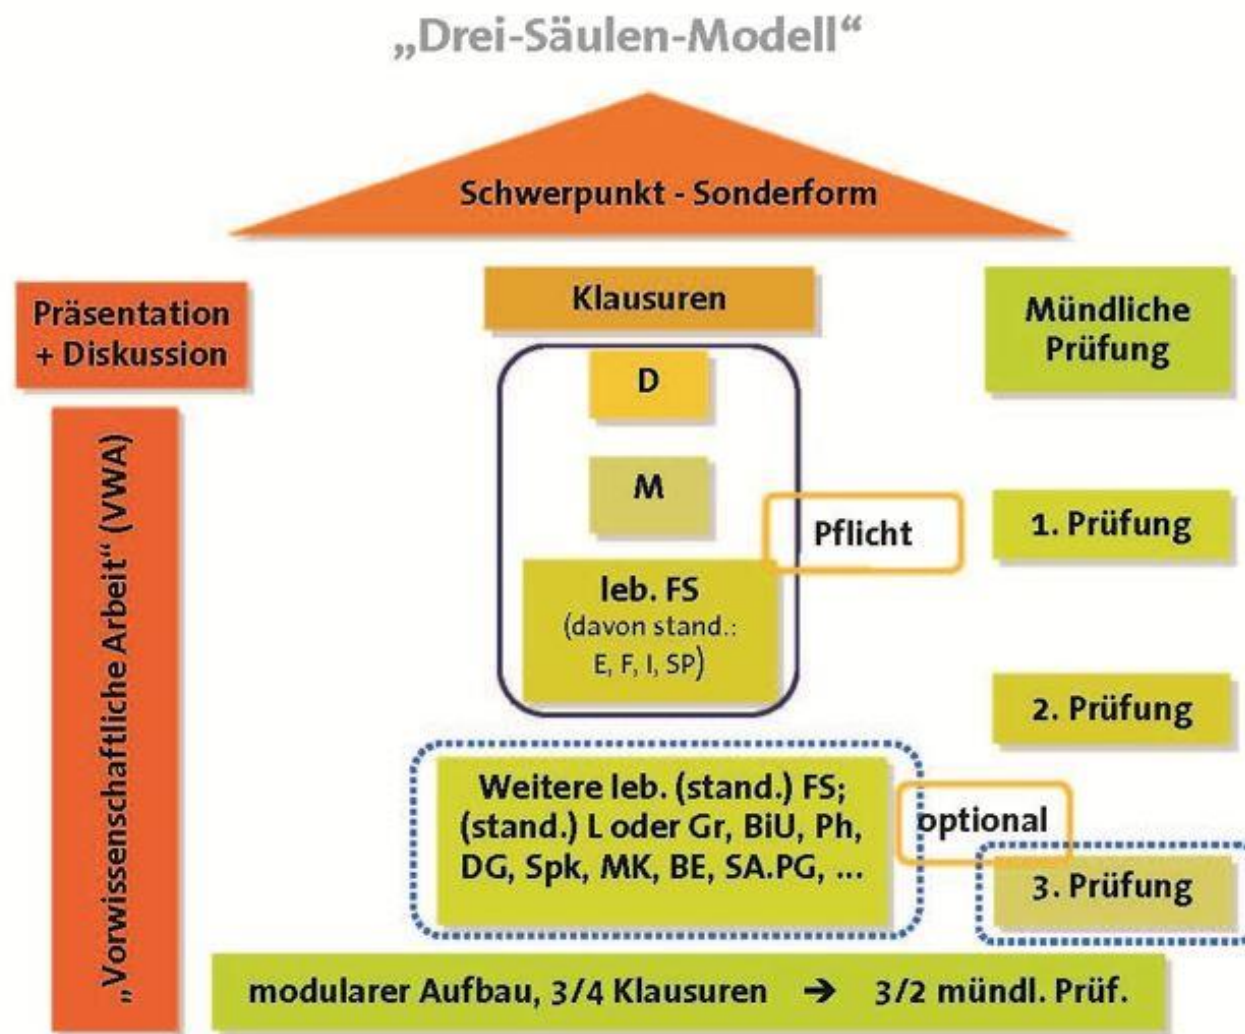 „Drei-Säulen-Modell“
Schwerpunkt - Sonderform
Präsentation
+ Diskussion
„Vorwissenschaftliche Arbeit“ (VWA)
Klausuren
D
M
leb. FS
(davon stand.:
E, F, I, SP)
Pflicht
Weitere leb. (stand.) FS;
(stand.) L oder Gr, BiU, Ph,
DG, Spk, MK, BE, SA.PG, ...
optional
Mündliche
Prüfung
1. Prüfung
2. Prüfung
3. Prüfung
modularer Aufbau, 3/4 Klausuren → 3/2 mündl. Prüf.